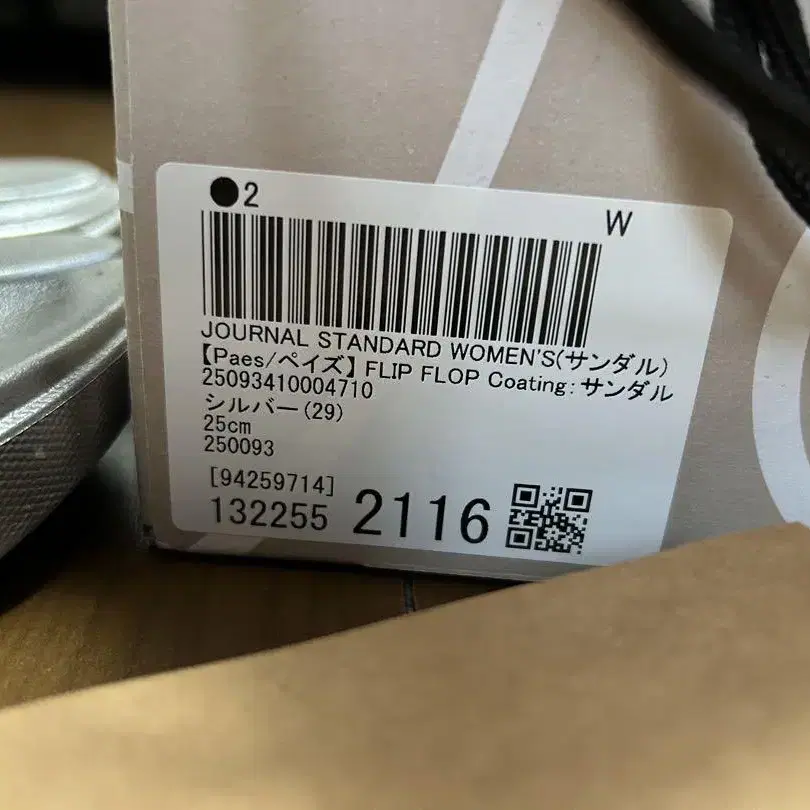 ●2
W
JOURNAL STANDARD WOMEN'S(サンダル)
【Paes/ペイズ】FLIP FLOP Coating:サンダル
25093410004710
シルバー(29)
25cm
250093
[94259714]
132255 2116